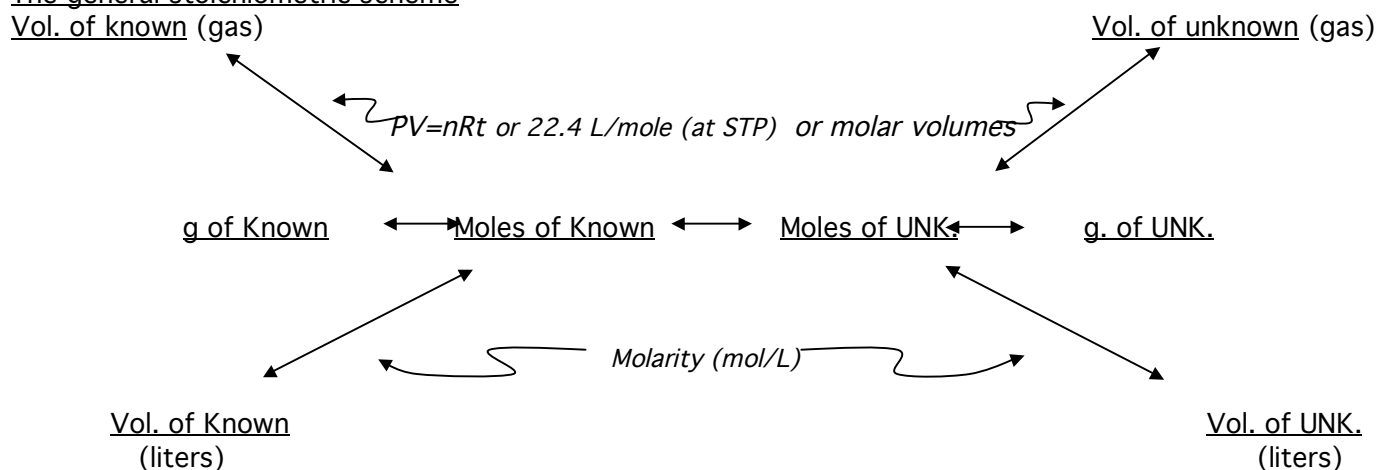 The general stoichiometric scheme
Vol. of known (gas) Vol. of unknown (gas)
PV=nRt or 22.4 L/mole (at STP) or molar volumes
g of Known Moles of Known Moles of UNK. g. of UNK.
Molarity (mol/L)
Vol. of Known Vol. of UNK.
(liters) (liters)